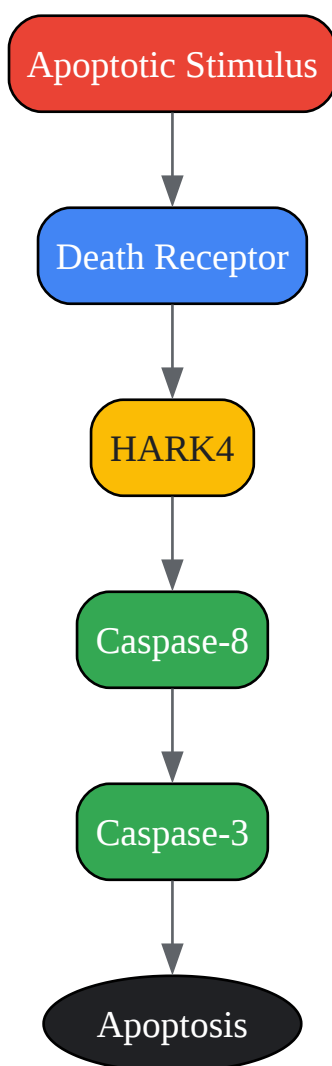 Apoptotic Stimulus
Death Receptor
HARK4
Caspase-8
Caspase-3
Apoptosis